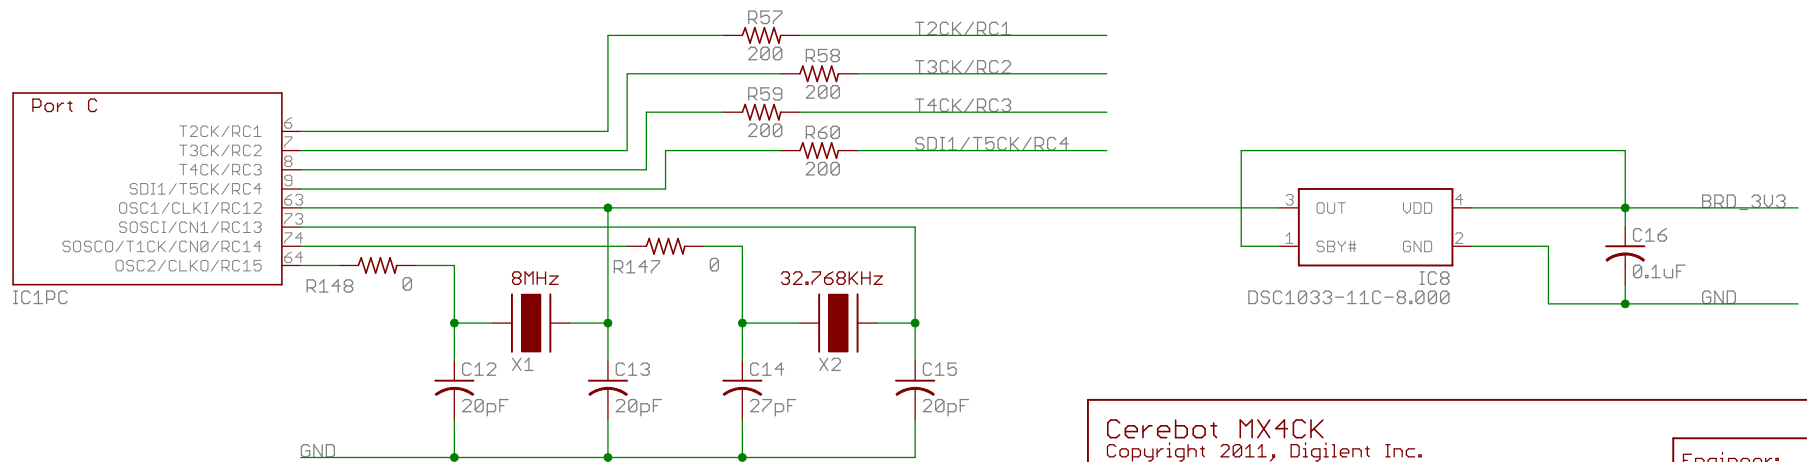 R57
T2CK/RC1
200
R58
T3CK/RC2
200
R59
T4CK/RC3
200
R60
SDI1/T5CK/RC4
200
Port C
T2CK/RC1 6
T3CK/RC2 7
T4CK/RC3 8
SDI1/T5CK/RC4 9
OSC1/CLKI/RC12 63
SOSCI/CN1/RC13 73
SOSCO/T1CK/CN0/RC14 74
OSC2/CLKO/RC15 64
IC1PC
R148 0
R147 0
8MHz
X1
32.768KHz
X2
C12
20pF
C13
20pF
C14
27pF
C15
20pF
GND
3 OUT VDD 4
1 SBY# GND 2
IC8
DSC1033-11C-8.000
BRD_3V3
C16
0.1uF
GND
Cerebot MX4CK
Copyright 2011, Digilent Inc.
Engineer: